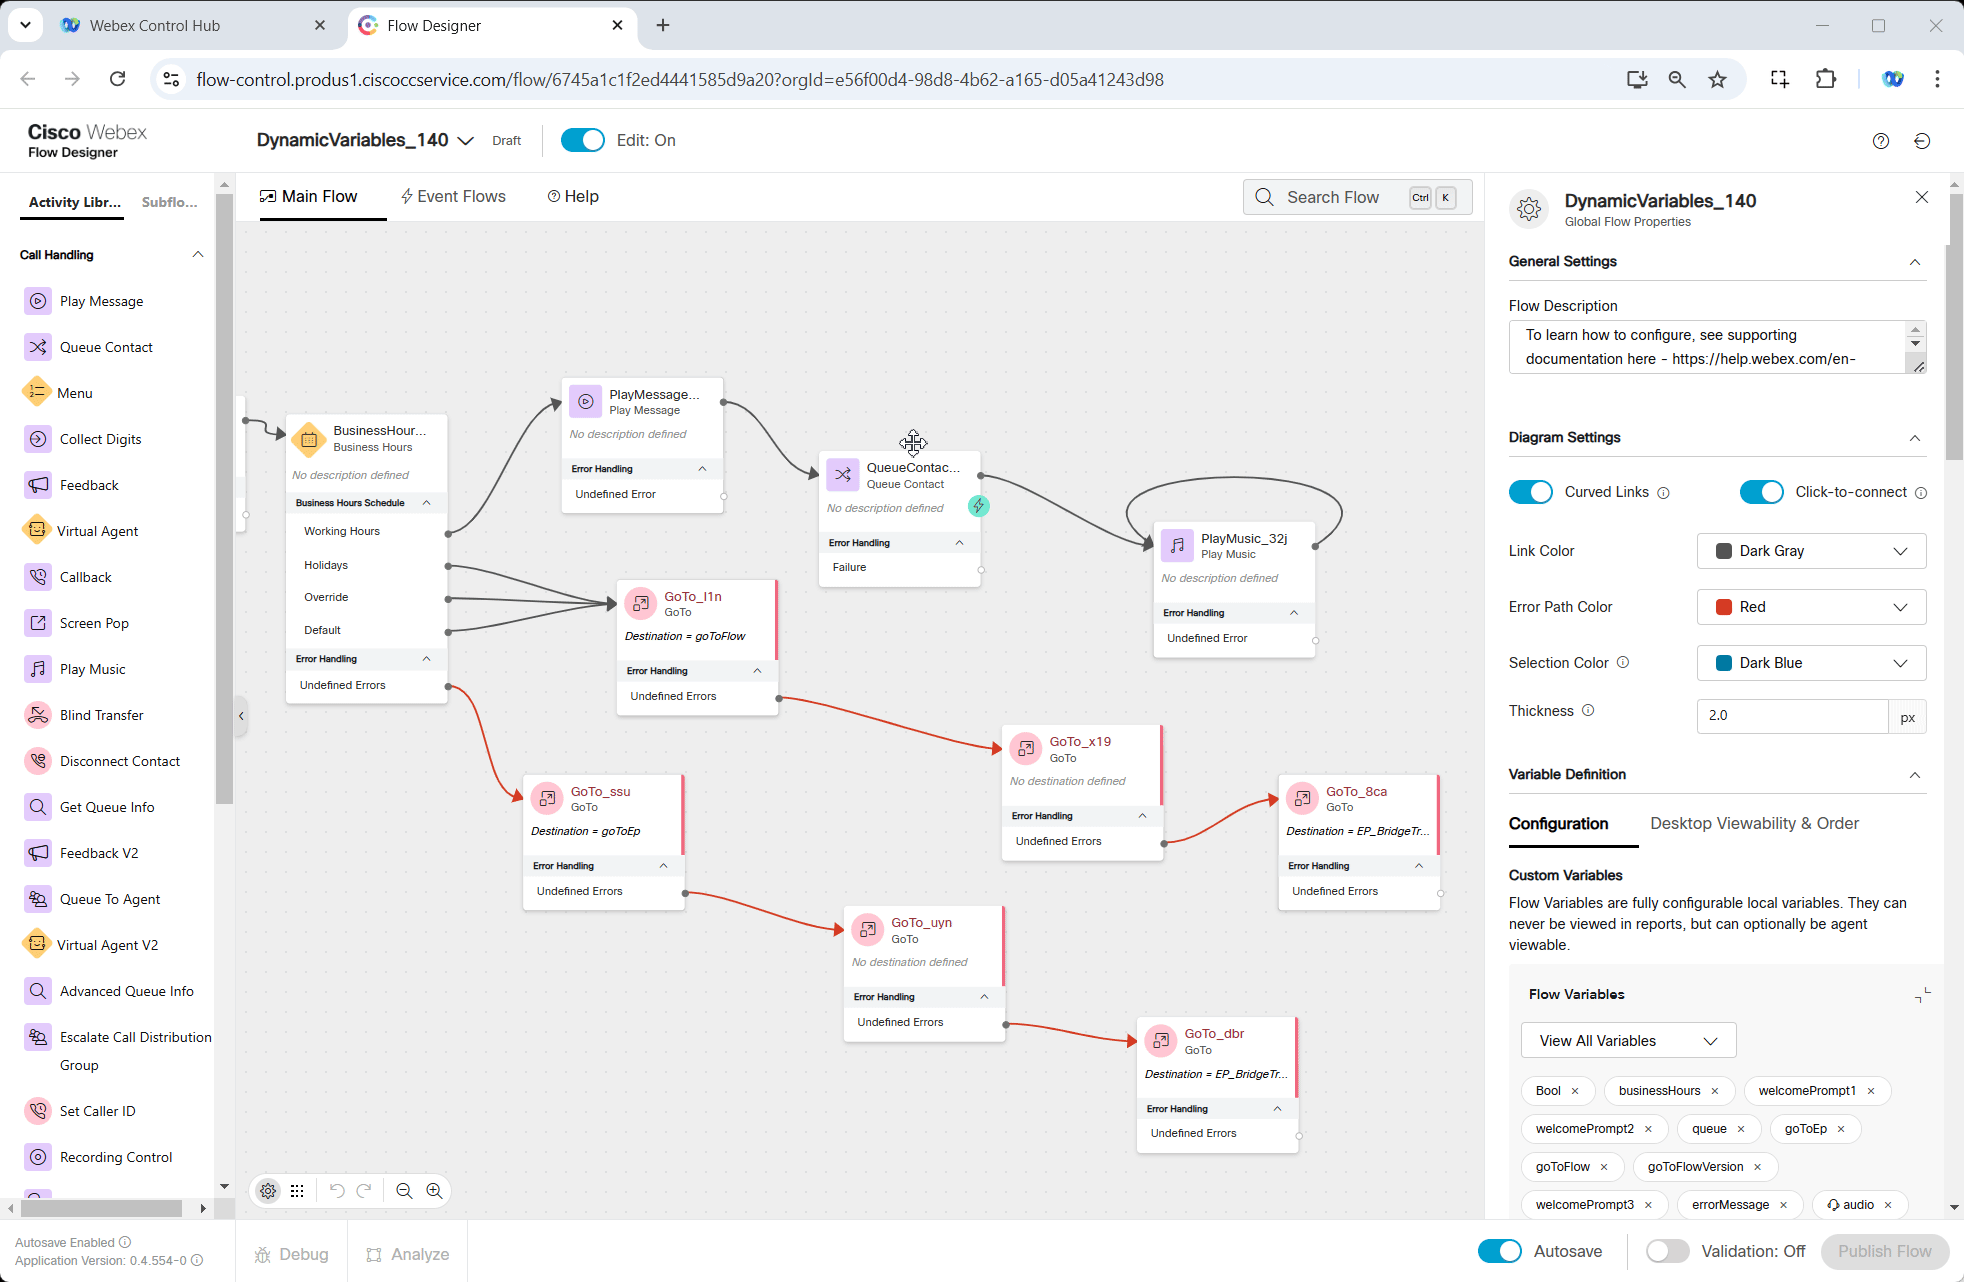 Webex Control Hub
Flow Designer
flow-control.produs1.ciscoccservice.com/flow/6745a1c1f2ed4441585d9a20?orgId=e56f00d4-98d8-4b62-a165-d05a41243d98
Cisco Webex
Flow Designer
DynamicVariables_140
Draft
Edit: On
Activity Libr...
Subflo...
Call Handling
Play Message
Queue Contact
Menu
Collect Digits
Feedback
Virtual Agent
Callback
Screen Pop
Play Music
Blind Transfer
Disconnect Contact
Get Queue Info
Feedback V2
Queue To Agent
Virtual Agent V2
Advanced Queue Info
Escalate Call Distribution
Group
Set Caller ID
Recording Control
Main Flow
Event Flows
Help
Search Flow
Ctrl
K
BusinessHour...
Business Hours
No description defined
Business Hours Schedule
Working Hours
Holidays
Override
Default
Error Handling
Undefined Errors
PlayMessage...
Play Message
No description defined
Error Handling
Undefined Error
QueueContac...
Queue Contact
No description defined
Error Handling
Failure
PlayMusic_32j
Play Music
No description defined
Error Handling
Undefined Error
GoTo_l1n
GoTo
Destination = goToFlow
Error Handling
Undefined Errors
GoTo_x19
GoTo
No destination defined
Error Handling
Undefined Errors
GoTo_ssu
GoTo
Destination = goToEp
Error Handling
Undefined Errors
GoTo_8ca
GoTo
Destination = EP_BridgeTr...
Error Handling
Undefined Errors
GoTo_uyn
GoTo
No destination defined
Error Handling
Undefined Errors
GoTo_dbr
GoTo
Destination = EP_BridgeTr...
Error Handling
Undefined Errors
DynamicVariables_140
Global Flow Properties
General Settings
Flow Description
To learn how to configure, see supporting
documentation here - https://help.webex.com/en-
Diagram Settings
Curved Links
Click-to-connect
Link Color
Dark Gray
Error Path Color
Red
Selection Color
Dark Blue
Thickness
2.0
px
Variable Definition
Configuration
Desktop Viewability & Order
Custom Variables
Flow Variables are fully configurable local variables. They can
never be viewed in reports, but can optionally be agent
viewable.
Flow Variables
View All Variables
Bool
businessHours
welcomePrompt1
welcomePrompt2
queue
goToEp
goToFlow
goToFlowVersion
welcomePrompt3
errorMessage
audio
Autosave Enabled
Application Version: 0.4.554-0
Debug
Analyze
Autosave
Validation: Off
Publish Flow